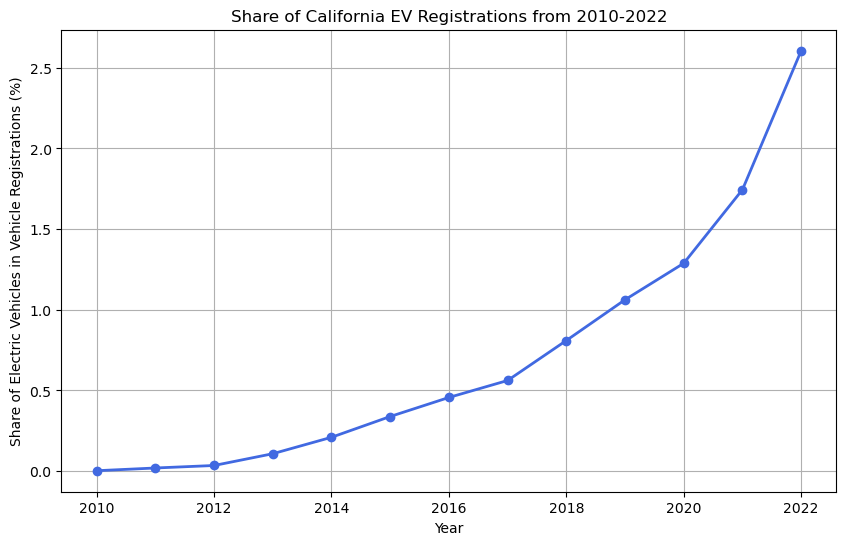 Share of California EV Registrations from 2010-2022
Share of Electric Vehicles in Vehicle Registrations (%)
2.5
2.0
1.5
1.0
0.5
0.0
2010 2012 2014 2016 2018 2020 2022
Year